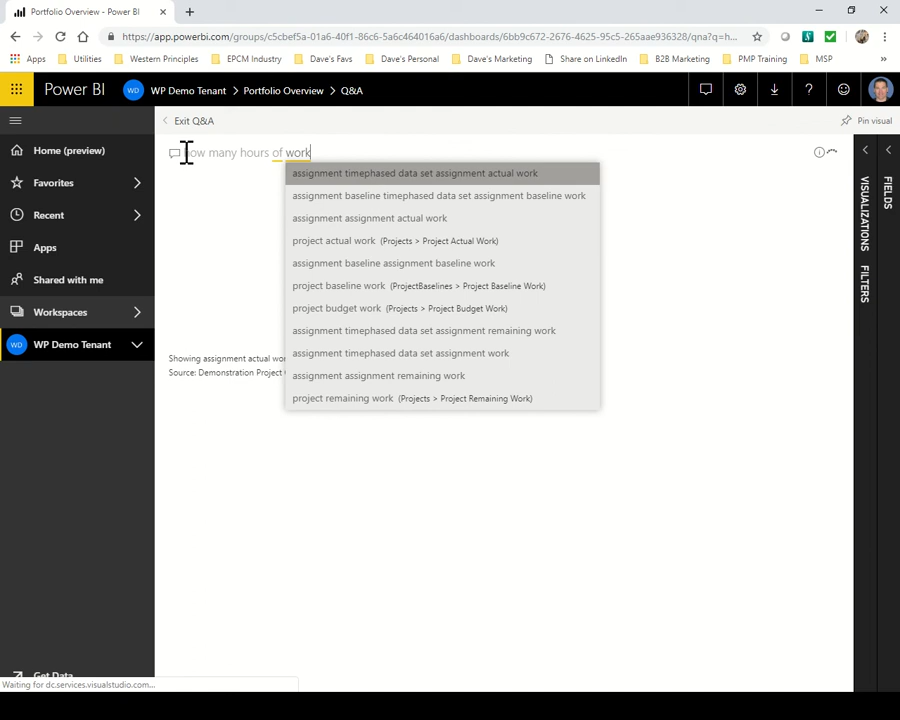 Portfolio Overview - Power BI
https://app.powerbi.com/groups/c5cbef5a-01a6-40f1-86c6-5a6c464016a6/dashboards/6bb9c672-2676-4625-95c5-265aae936328/qna?q=h...
Apps Utilities Western Principles EPCM Industry Dave's Favs Dave's Personal Dave's Marketing Share on LinkedIn B2B Marketing PMP Training MSP »
Power BI WD WP Demo Tenant > Portfolio Overview > Q&A
Exit Q&A Pin visual
Home (preview)
Favorites
Recent
Apps
Shared with me
Workspaces
WD WP Demo Tenant
Get Data
how many hours of work
assignment timephased data set assignment actual work
assignment baseline timephased data set assignment baseline work
assignment assignment actual work
project actual work (Projects > Project Actual Work)
assignment baseline assignment baseline work
project baseline work (ProjectBaselines > Project Baseline Work)
project budget work (Projects > Project Budget Work)
assignment timephased data set assignment remaining work
assignment timephased data set assignment work
assignment assignment remaining work
project remaining work (Projects > Project Remaining Work)
Showing assignment actual wor
Source: Demonstration Project
VISUALIZATIONS
FILTERS
FIELDS
Waiting for dc.services.visualstudio.com...